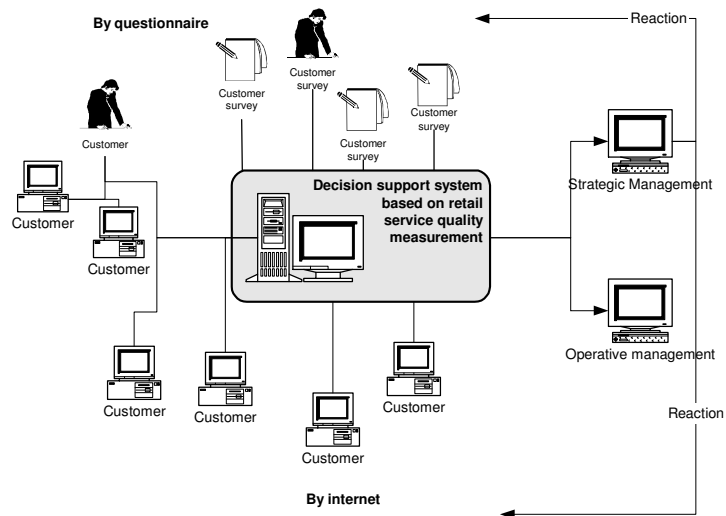 By questionnaire
Reaction
Customer
survey
Customer
survey
Customer
survey
Customer
survey
Customer
Decision support system
based on retail
service quality
measurement
Strategic Management
Customer
Customer
Operative management
Customer
Customer
Customer
Customer
Reaction
By internet